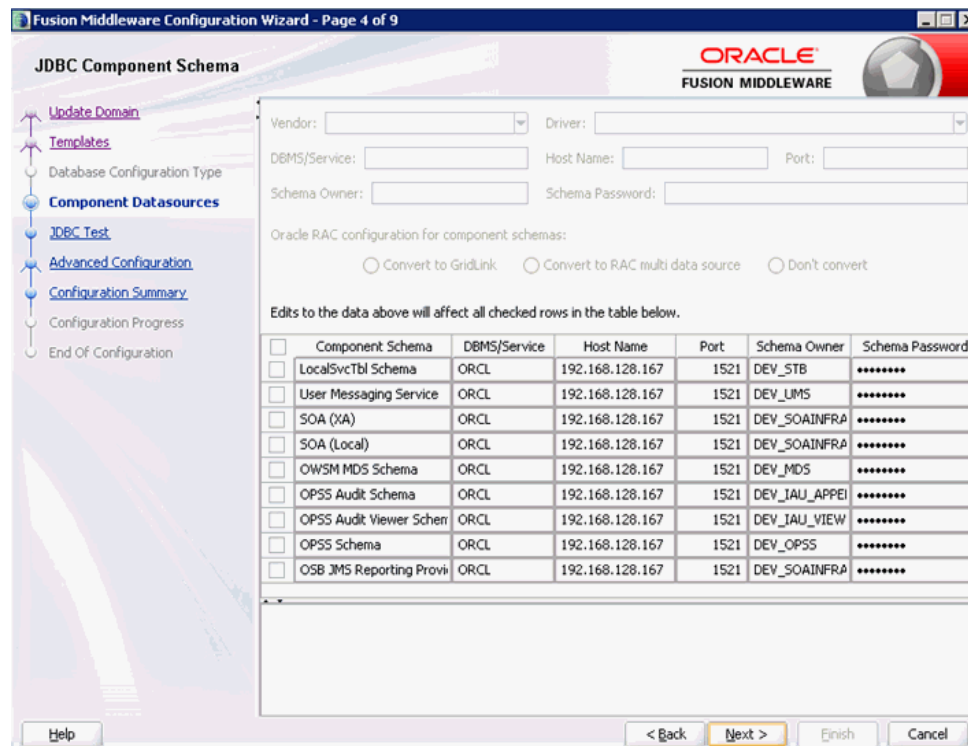 Fusion Middleware Configuration Wizard - Page 4 of 9
JDBC Component Schema
ORACLE
FUSION MIDDLEWARE
Update Domain
Templates
Database Configuration Type
Component Datasources
JDBC Test
Advanced Configuration
Configuration Summary
Configuration Progress
End Of Configuration
Vendor: Driver:
DBMS/Service: Host Name: Port:
Schema Owner: Schema Password:
Oracle RAC configuration for component schemas:
Convert to GridLink Convert to RAC multi data source Don't convert
Edits to the data above will affect all checked rows in the table below.
Component Schema DBMS/Service Host Name Port Schema Owner Schema Password
LocalSvcTbl Schema ORCL 192.168.128.167 1521 DEV_STB ••••••••
User Messaging Service ORCL 192.168.128.167 1521 DEV_UMS ••••••••
SOA (XA) ORCL 192.168.128.167 1521 DEV_SOAINFRA ••••••••
SOA (Local) ORCL 192.168.128.167 1521 DEV_SOAINFRA ••••••••
OWSM MDS Schema ORCL 192.168.128.167 1521 DEV_MDS ••••••••
OPSS Audit Schema ORCL 192.168.128.167 1521 DEV_IAU_APPEI ••••••••
OPSS Audit Viewer Schem ORCL 192.168.128.167 1521 DEV_IAU_VIEW ••••••••
OPSS Schema ORCL 192.168.128.167 1521 DEV_OPSS ••••••••
OSB JMS Reporting Provi ORCL 192.168.128.167 1521 DEV_SOAINFRA ••••••••
Help < Back Next > Finish Cancel